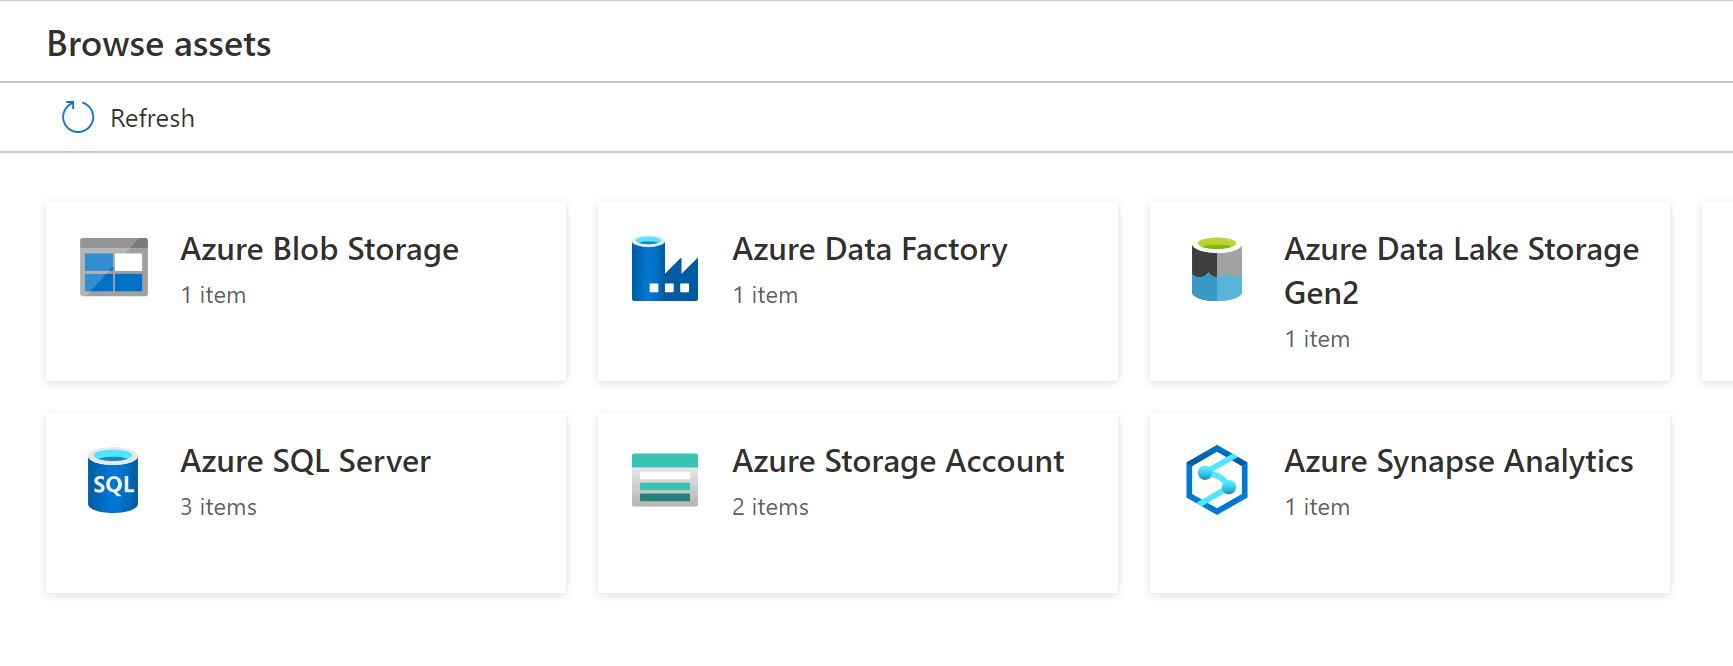 Browse assets
Refresh
Azure Blob Storage
1 item
Azure Data Factory
1 item
Azure Data Lake Storage
Gen2
1 item
Azure SQL Server
SQL
3 items
Azure Storage Account
2 items
Azure Synapse Analytics
1 item